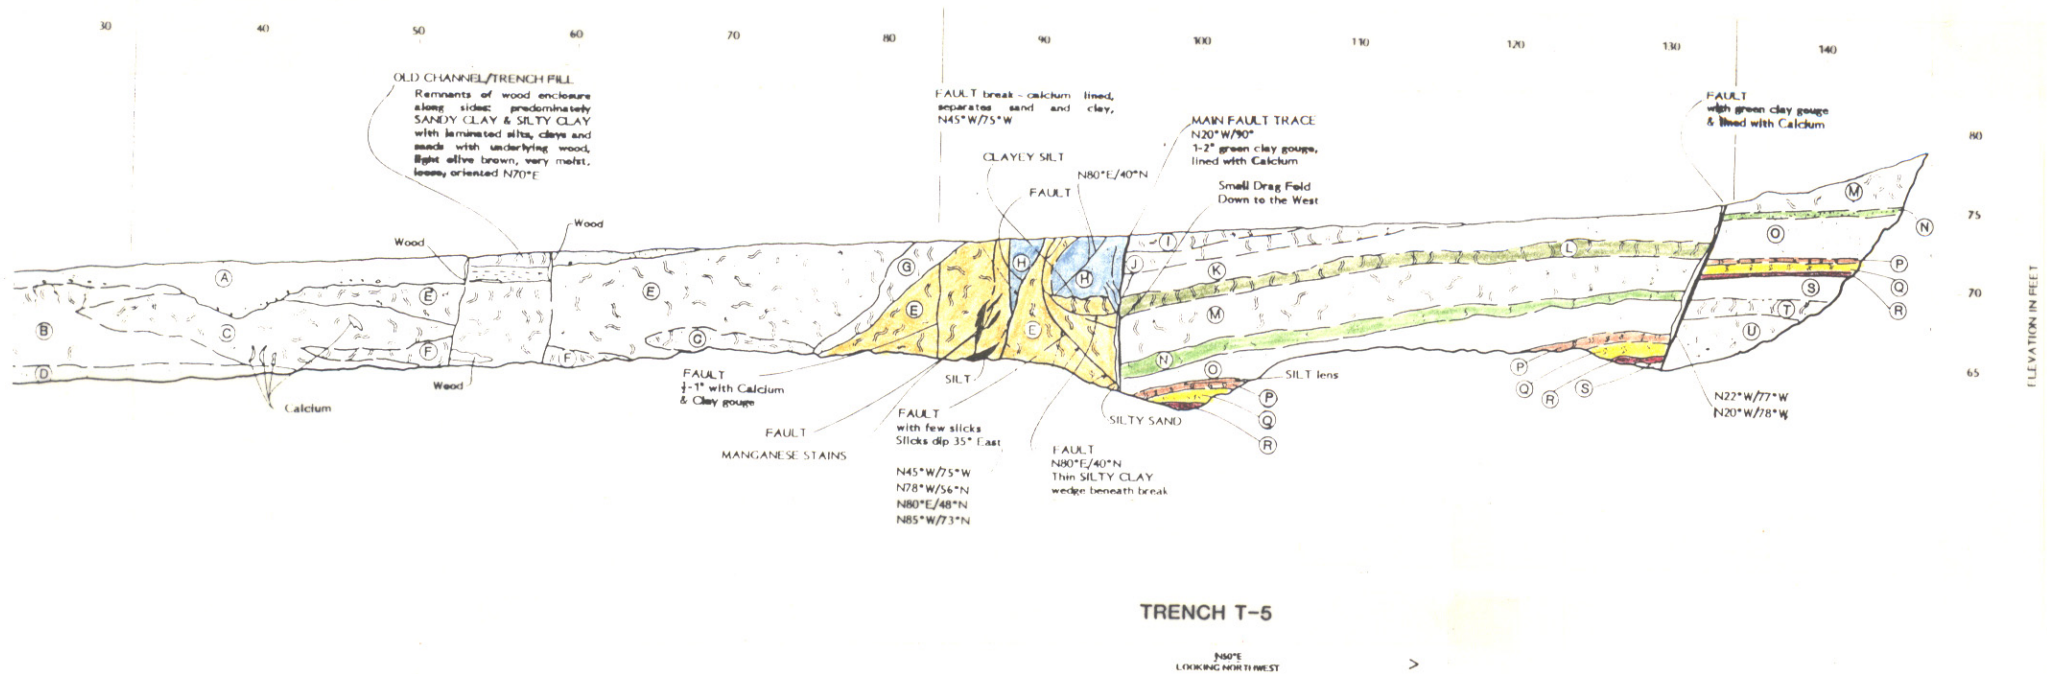 30 40 50 60 70 80 90 100 110 120 130 140
OLD CHANNEL/TRENCH FILL
Remnants of wood enclosure
along sides: predominately
SANDY CLAY & SILTY CLAY
with laminated silts, clays and
sands with underlying wood,
light olive brown, very moist,
loose, oriented N70°E
FAULT break - calcium lined,
separates sand and clay,
N45°W/75°W
CLAYEY SILT
FAULT
N80°E/40°N
MAIN FAULT TRACE
N20°W/90°
1-2" green clay gouge,
lined with Calcium
Small Drag Fold
Down to the West
FAULT
with green clay gouge
& lined with Calcium
80
75
70
65
ELEVATION IN FEET
Wood
Wood
A
B
C
D
E
F
Wood
Calcium
E
F
G
G
E
H
E
H
I
J
K
L
M
N
O
P
Q
R
SILT lens
P
Q
R
S
M
N
O
P
Q
R
S
T
U
FAULT
½-1" with Calcium
& Clay gouge
FAULT
MANGANESE STAINS
SILT
FAULT
with few slicks
Slicks dip 35° East
N45°W/75°W
N78°W/56°N
N80°E/48°N
N85°W/73°N
SILTY SAND
FAULT
N80°E/40°N
Thin SILTY CLAY
wedge beneath break
N22°W/77°W
N20°W/78°W
TRENCH T-5
N50°E
LOOKING NORTHWEST
>